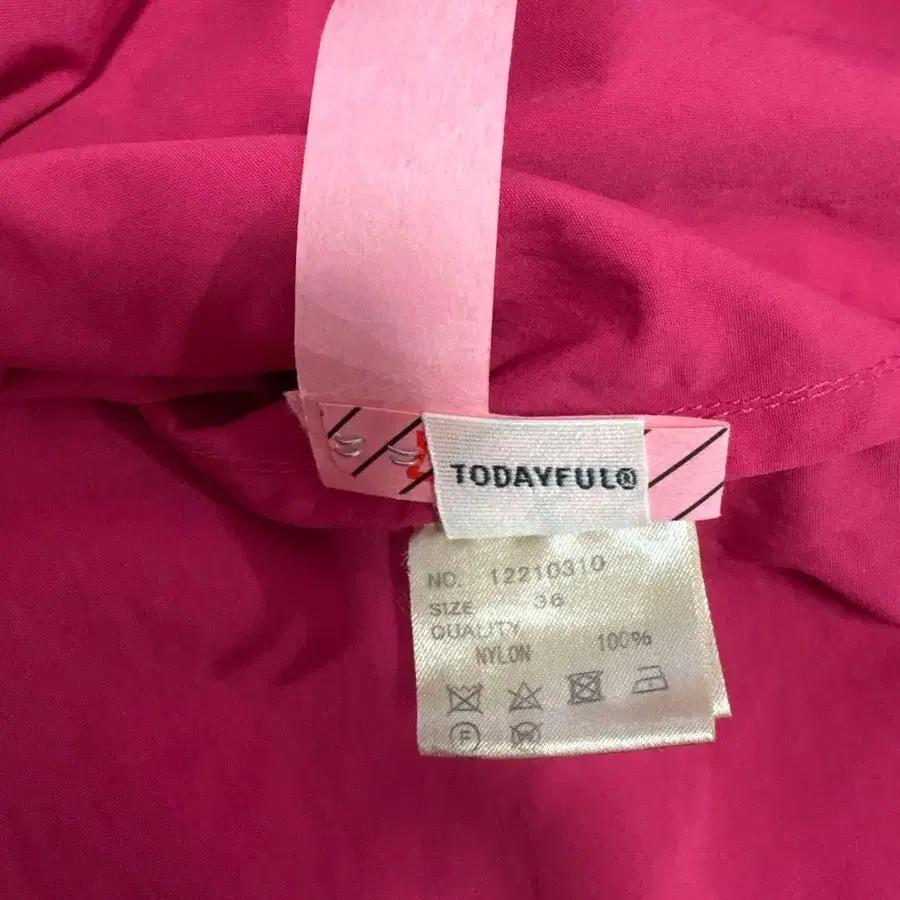 TODAYFUL®
NO. 12210310
SIZE 36
QUALITY
NYLON 100%
F
W